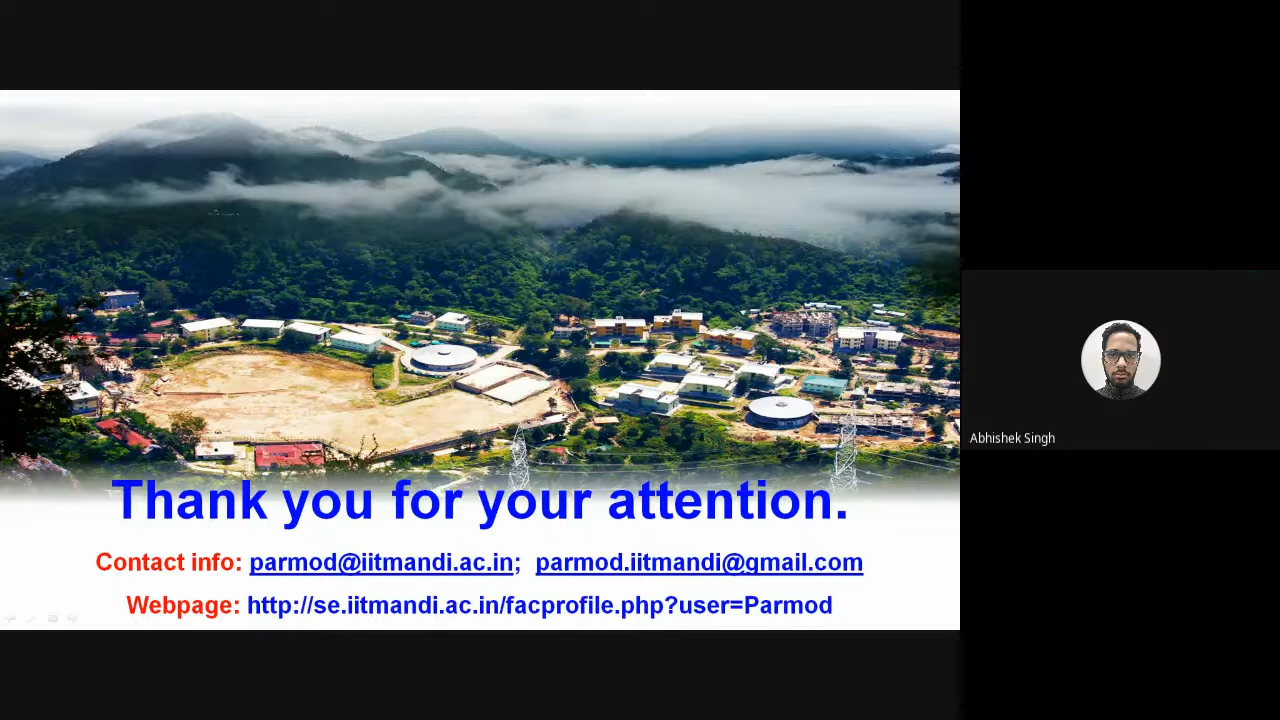 Thank you for your attention.
Contact info: parmod@iitmandi.ac.in; parmod.iitmandi@gmail.com
Webpage: http://se.iitmandi.ac.in/facprofile.php?user=Parmod
Abhishek Singh